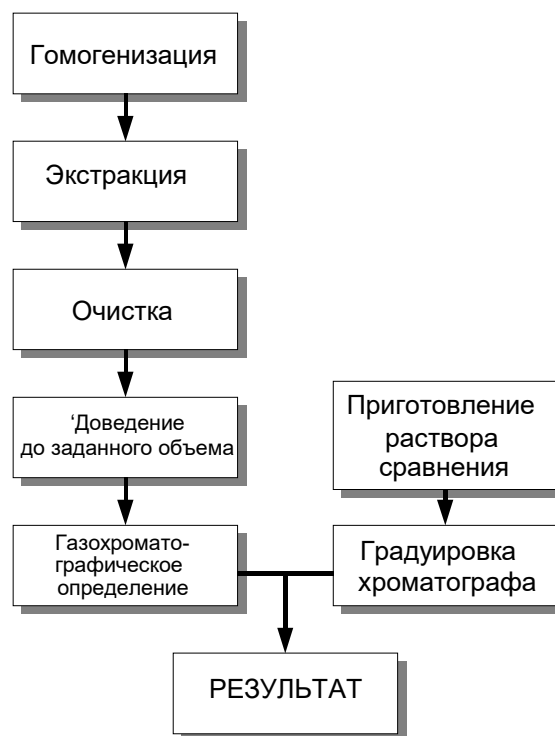 Гомогенизация
Экстракция
Очистка
‘Доведение
до заданного объема
Газохромато-
графическое
определение
Приготовление
раствора
сравнения
Градуировка
хроматографа
РЕЗУЛЬТАТ